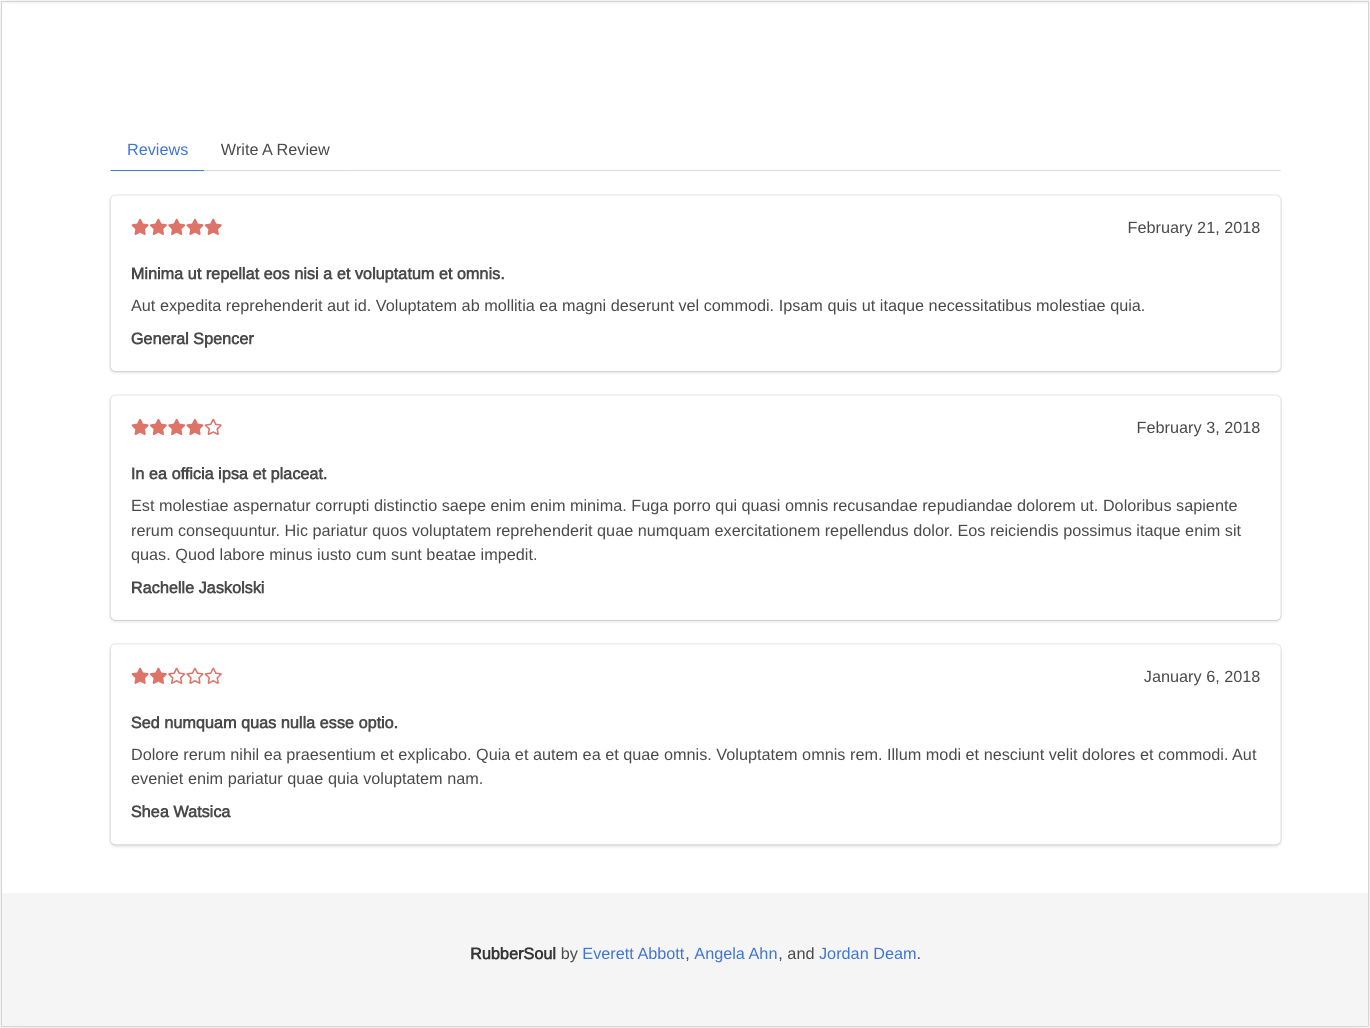 Reviews Write A Review
February 21, 2018
Minima ut repellat eos nisi a et voluptatum et omnis.
Aut expedita reprehenderit aut id. Voluptatem ab mollitia ea magni deserunt vel commodi. Ipsam quis ut itaque necessitatibus molestiae quia.
General Spencer
February 3, 2018
In ea officia ipsa et placeat.
Est molestiae aspernatur corrupti distinctio saepe enim enim minima. Fuga porro qui quasi omnis recusandae repudiandae dolorem ut. Doloribus sapiente
rerum consequuntur. Hic pariatur quos voluptatem reprehenderit quae numquam exercitationem repellendus dolor. Eos reiciendis possimus itaque enim sit
quas. Quod labore minus iusto cum sunt beatae impedit.
Rachelle Jaskolski
January 6, 2018
Sed numquam quas nulla esse optio.
Dolore rerum nihil ea praesentium et explicabo. Quia et autem ea et quae omnis. Voluptatem omnis rem. Illum modi et nesciunt velit dolores et commodi. Aut
eveniet enim pariatur quae quia voluptatem nam.
Shea Watsica
RubberSoul by Everett Abbott, Angela Ahn, and Jordan Deam.